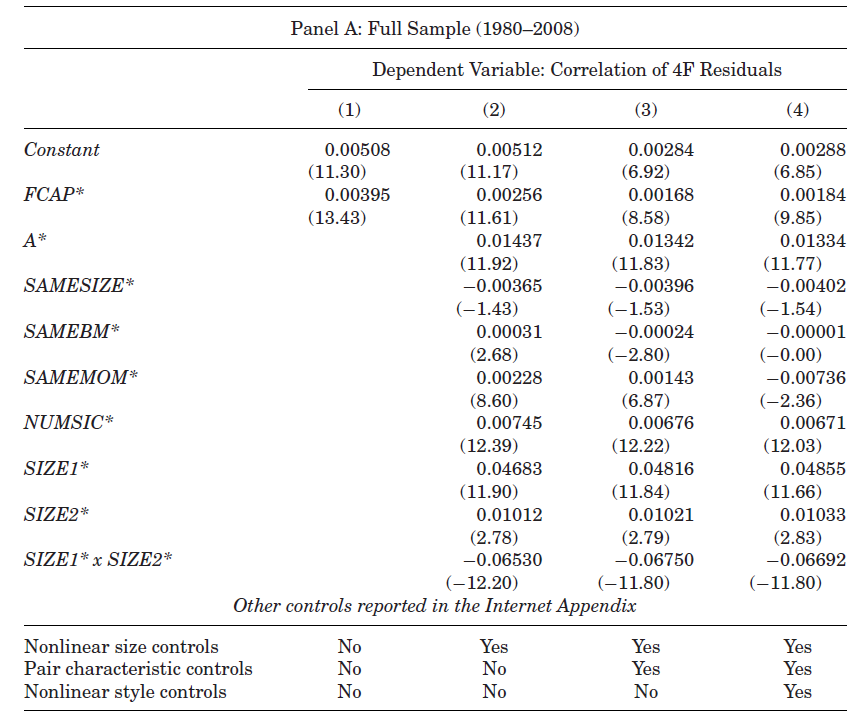 Panel A: Full Sample (1980–2008)
Dependent Variable: Correlation of 4F Residuals
(1) (2) (3) (4)
Constant 0.00508 0.00512 0.00284 0.00288
(11.30) (11.17) (6.92) (6.85)
FCAP* 0.00395 0.00256 0.00168 0.00184
(13.43) (11.61) (8.58) (9.85)
A* 0.01437 0.01342 0.01334
(11.92) (11.83) (11.77)
SAMESIZE* −0.00365 −0.00396 −0.00402
(−1.43) (−1.53) (−1.54)
SAMEBM* 0.00031 −0.00024 −0.00001
(2.68) (−2.80) (−0.00)
SAMEMOM* 0.00228 0.00143 −0.00736
(8.60) (6.87) (−2.36)
NUMSIC* 0.00745 0.00676 0.00671
(12.39) (12.22) (12.03)
SIZE1* 0.04683 0.04816 0.04855
(11.90) (11.84) (11.66)
SIZE2* 0.01012 0.01021 0.01033
(2.78) (2.79) (2.83)
SIZE1* x SIZE2* −0.06530 −0.06750 −0.06692
(−12.20) (−11.80) (−11.80)
Other controls reported in the Internet Appendix
Nonlinear size controls No Yes Yes Yes
Pair characteristic controls No No Yes Yes
Nonlinear style controls No No No Yes